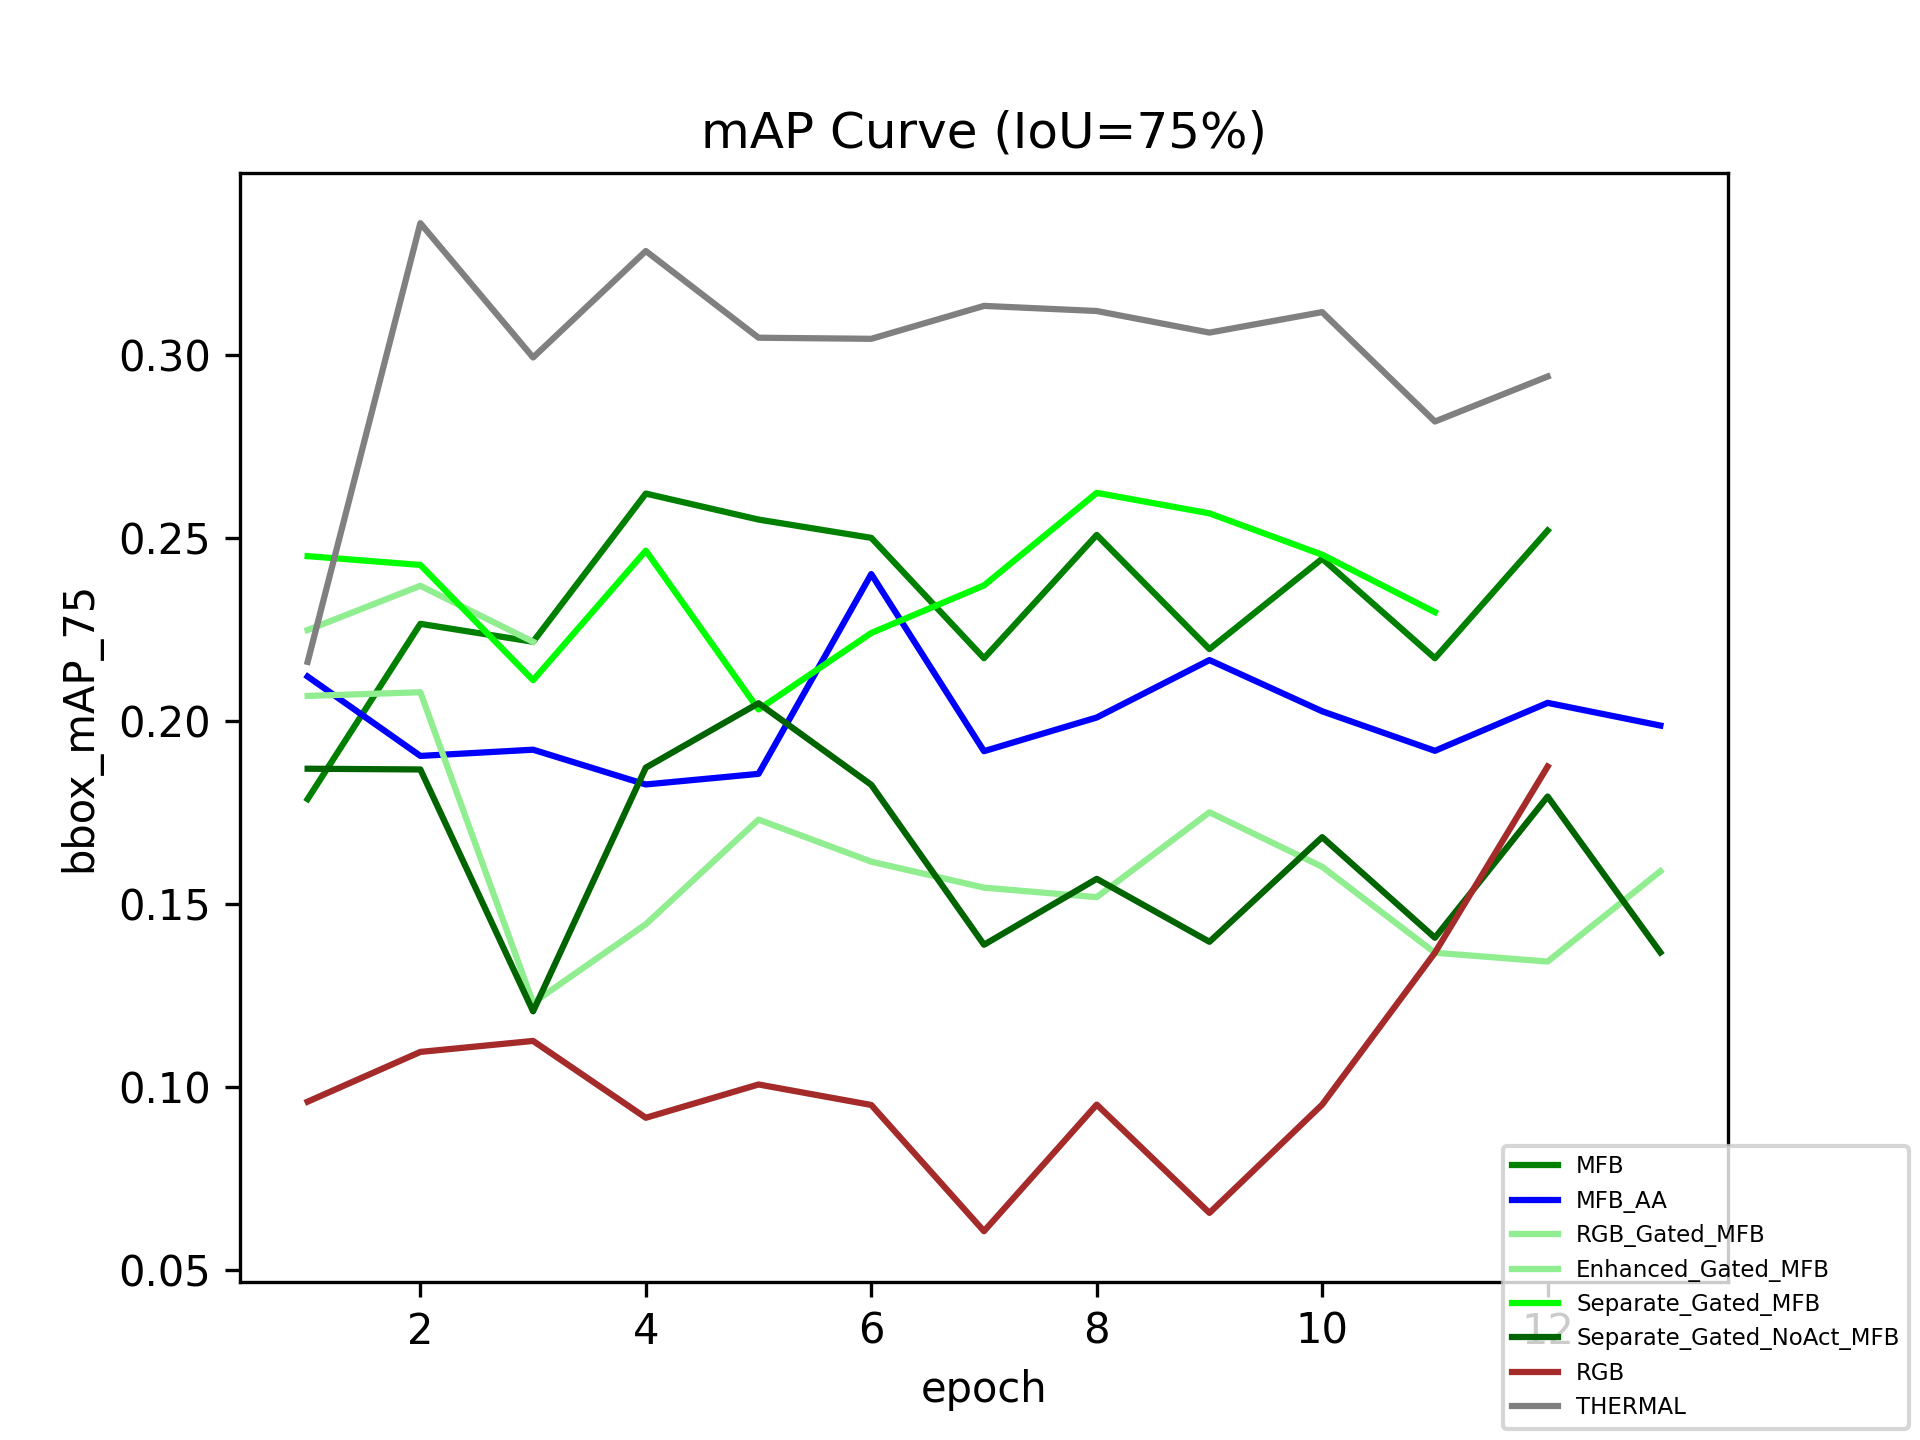 mAP Curve (IoU=75%)
bbox_mAP_75
0.30
0.25
0.20
0.15
0.10
0.05
2 4 6 8 10 12
epoch
MFB
MFB_AA
RGB_Gated_MFB
Enhanced_Gated_MFB
Separate_Gated_MFB
Separate_Gated_NoAct_MFB
RGB
THERMAL